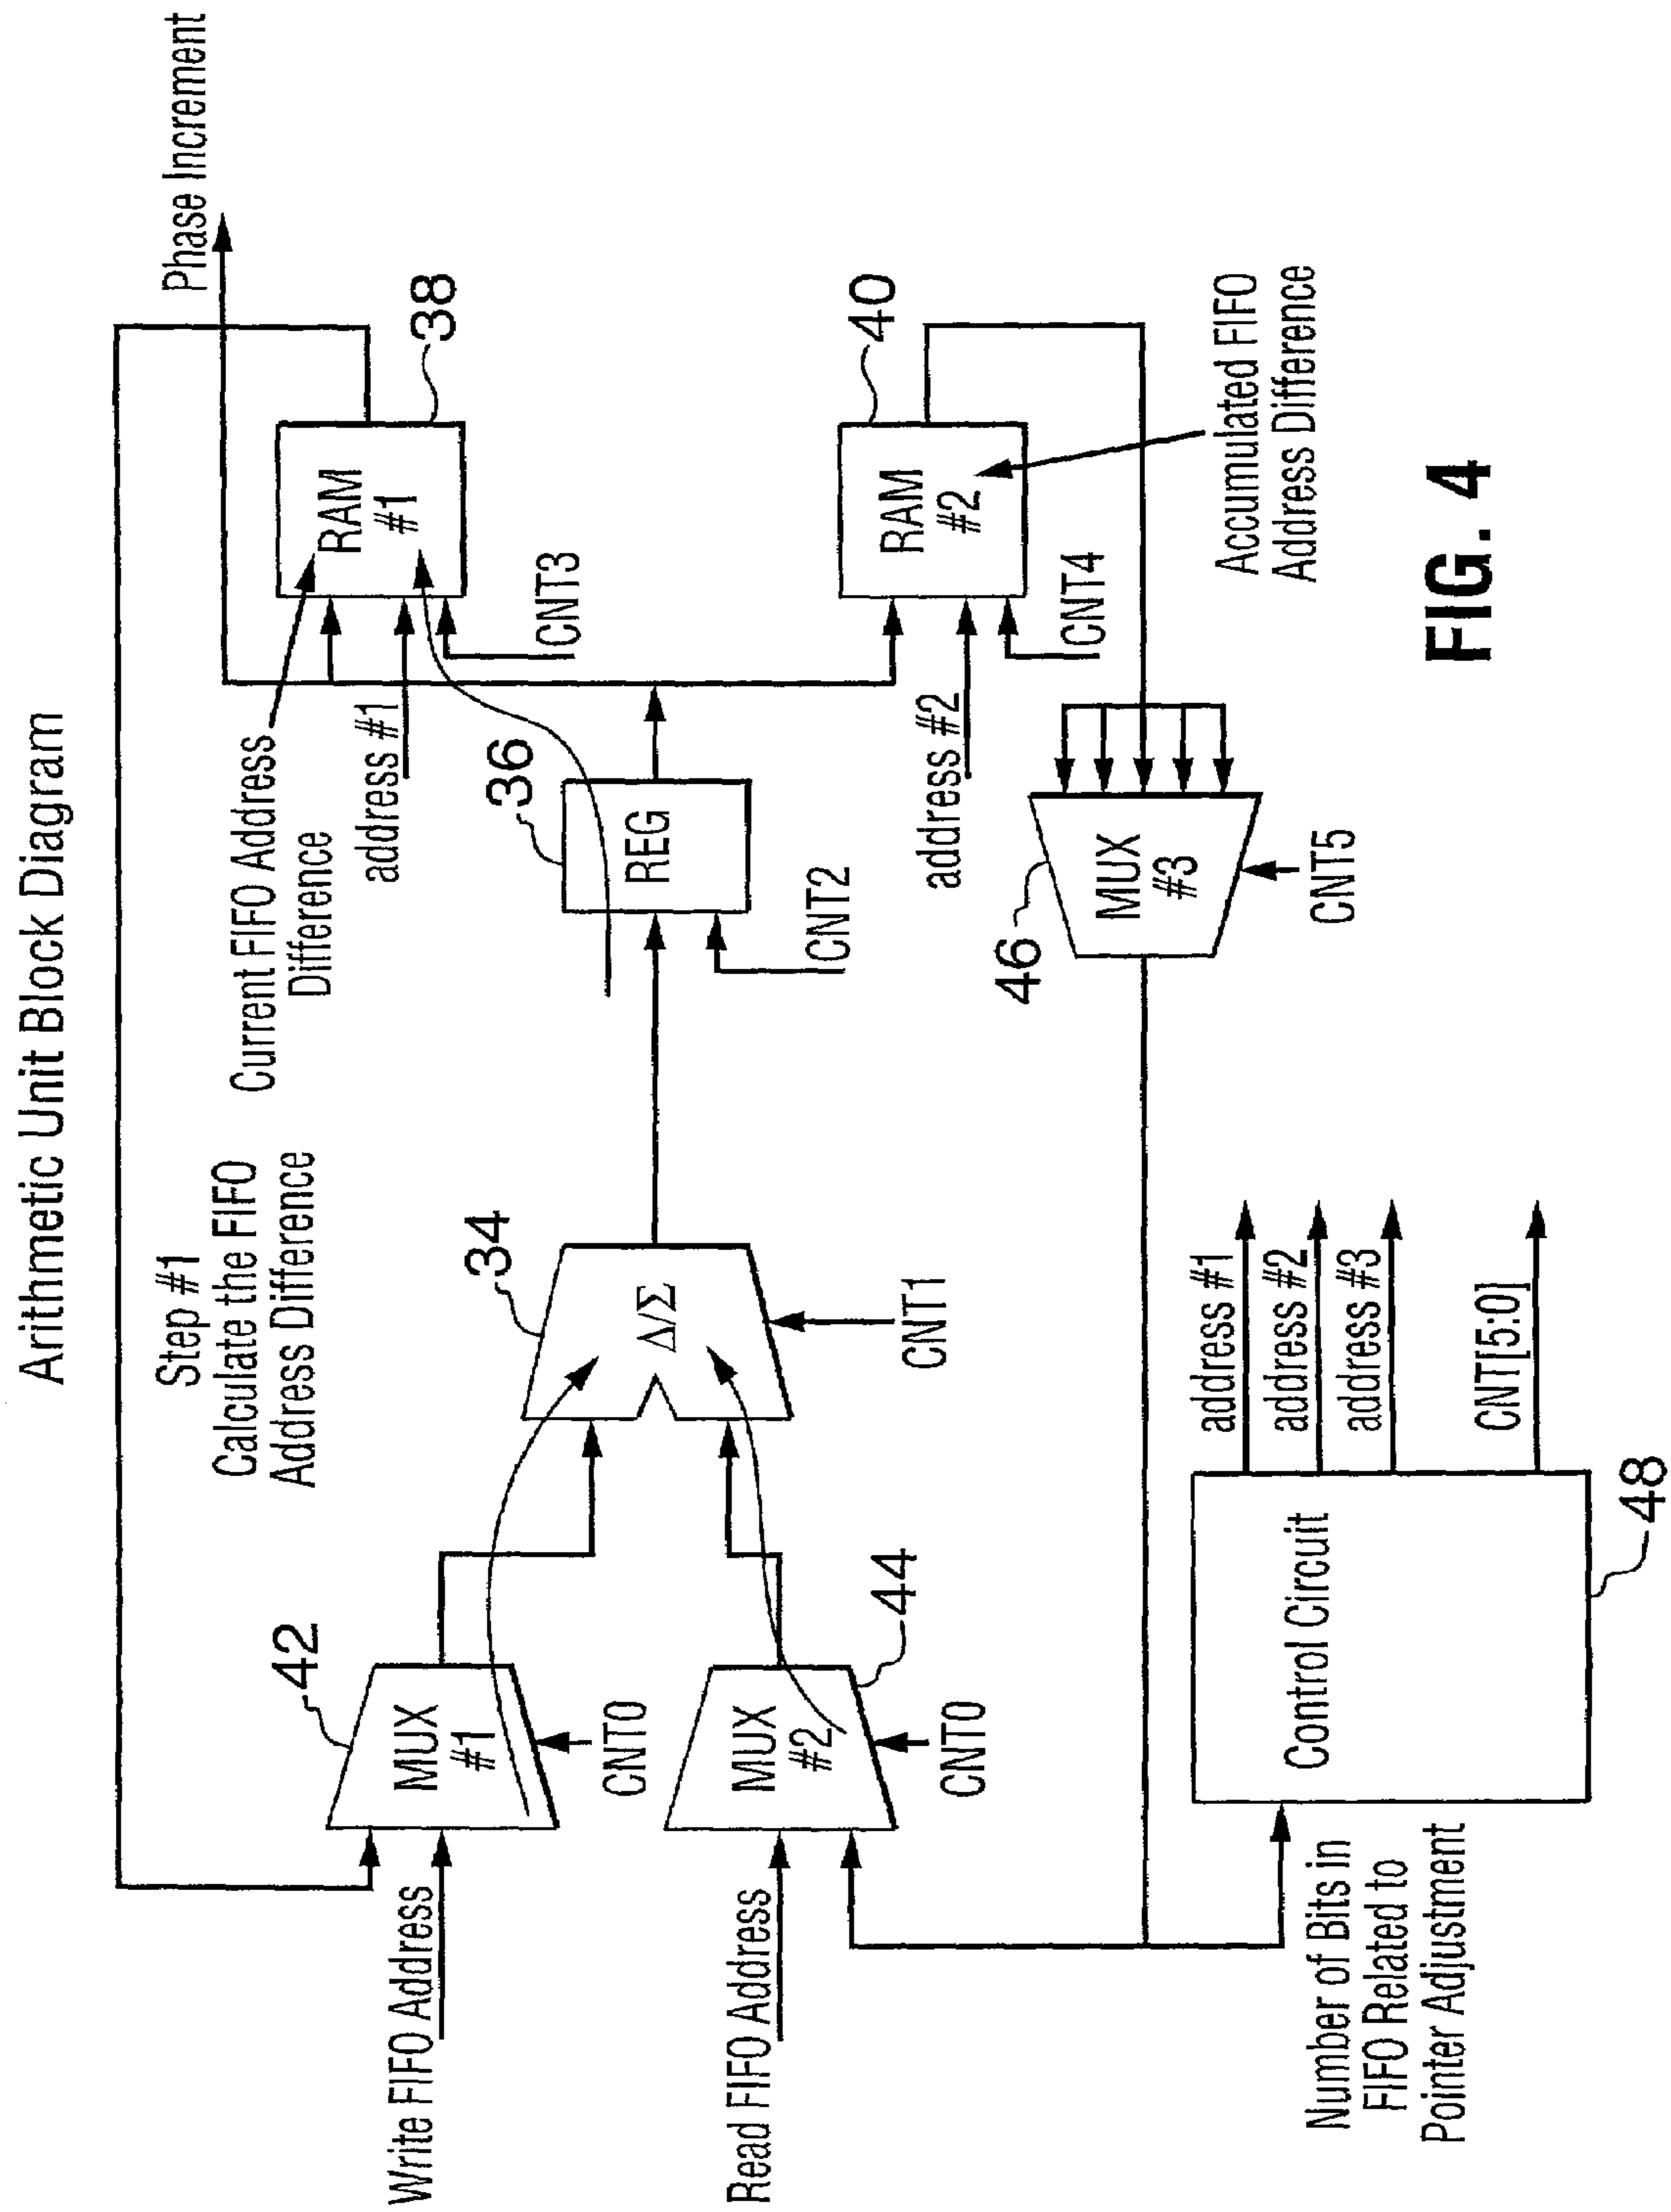 Arithmetic Unit Block Diagram
Phase Increment
Step #1
Calculate the FIFO
Address Difference
Current FIFO Address
Difference
42
34
36
38
Write FIFO Address
MUX
#1
CNT0
Δ/Σ
CNT1
REG
CNT2
address #1
RAM
#1
CNT3
Read FIFO Address
MUX
#2
44
CNT0
address #2
RAM
#2
40
CNT4
46
MUX
#3
CNT5
Accumulated FIFO
Address Difference
Number of Bits in
FIFO Related to
Pointer Adjustment
Control Circuit
48
address #1
address #2
address #3
CNT[5:0]
FIG. 4